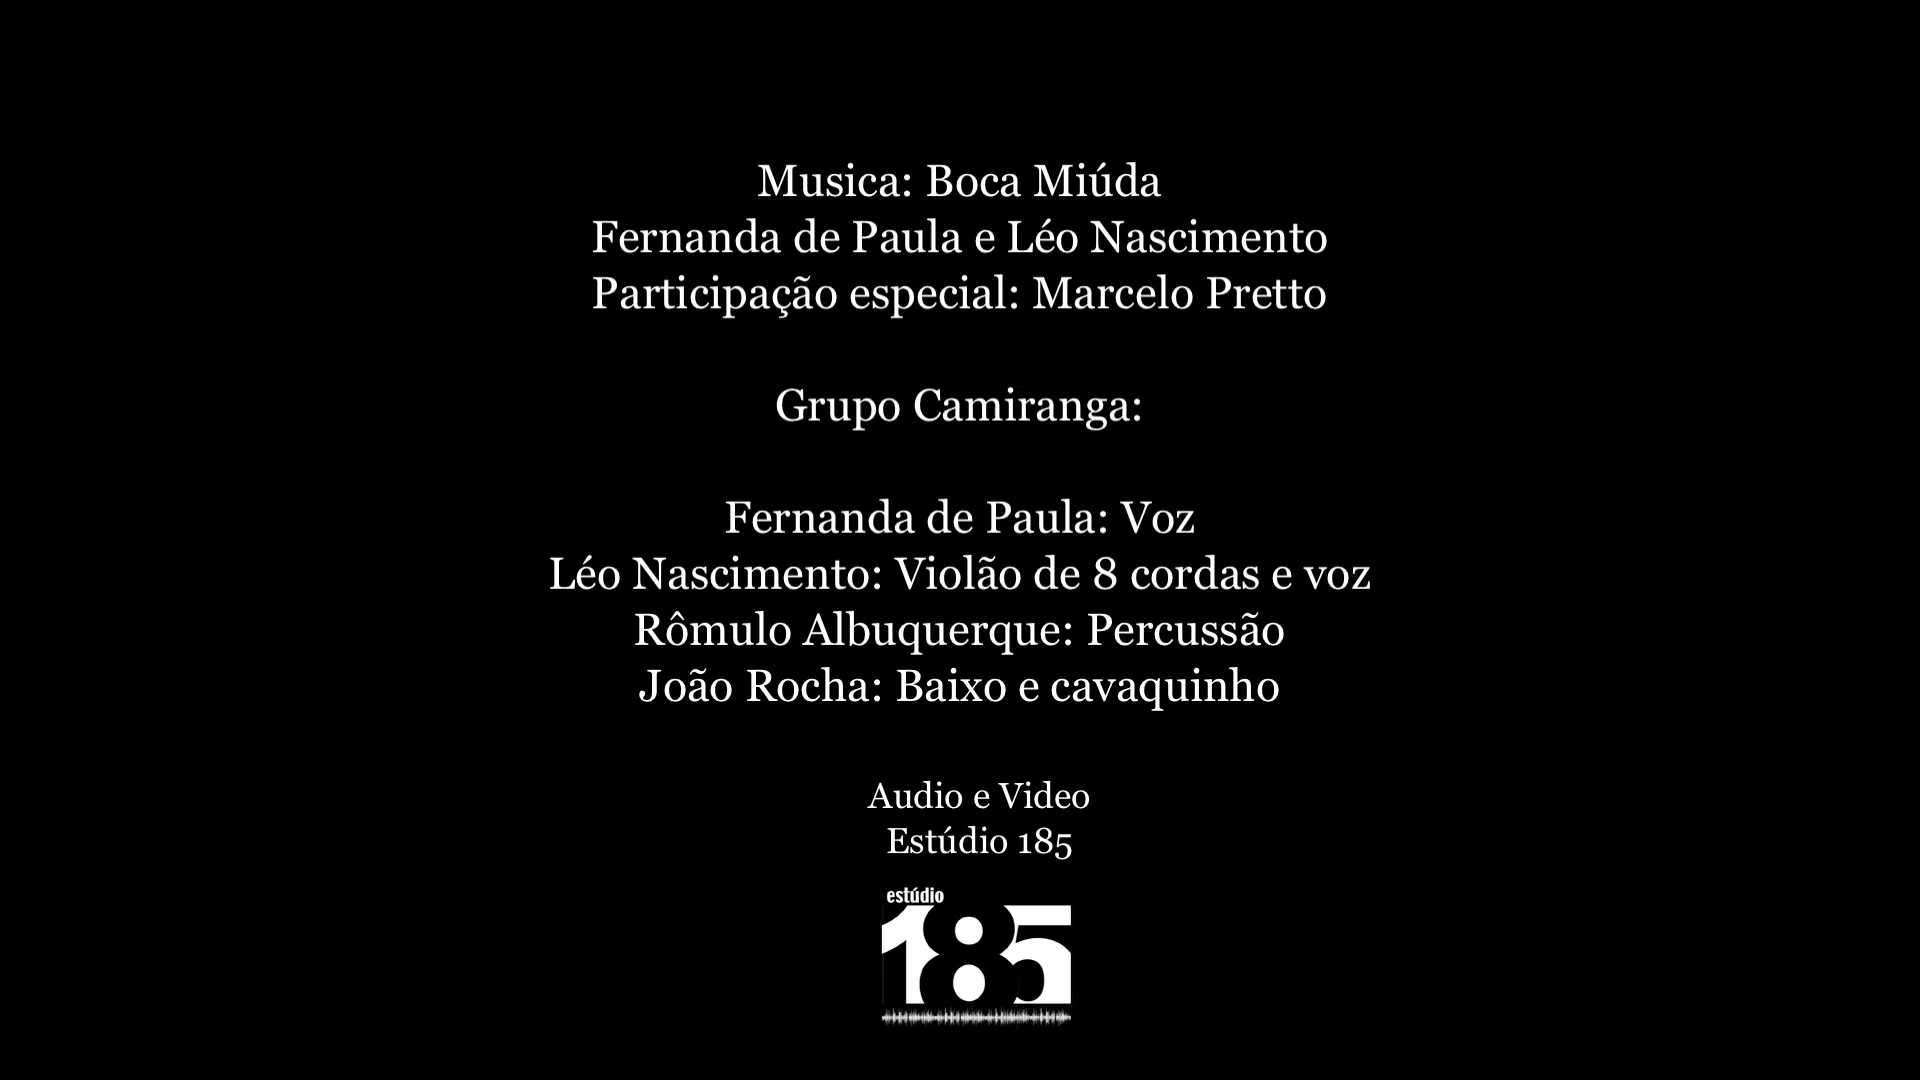 Musica: Boca Miúda
Fernanda de Paula e Léo Nascimento
Participação especial: Marcelo Pretto
Grupo Camiranga:
Fernanda de Paula: Voz
Léo Nascimento: Violão de 8 cordas e voz
Rômulo Albuquerque: Percussão
João Rocha: Baixo e cavaquinho
Audio e Video
Estúdio 185
estúdio
185